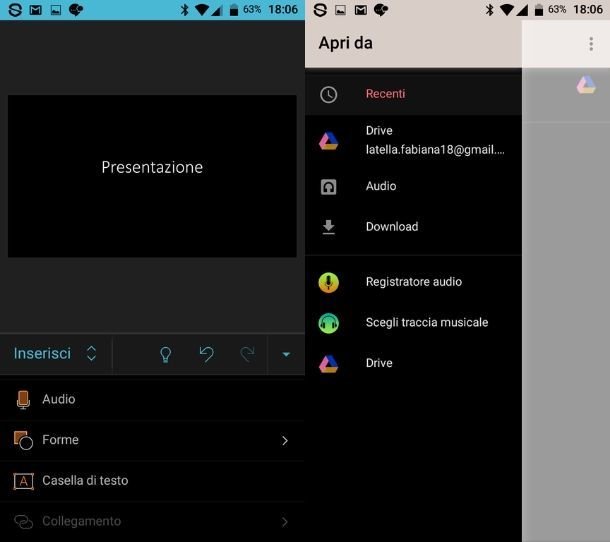 63% 18:06
Presentazione
Inserisci
Audio
Forme
A Casella di testo
Collegamento
63% 18:06
Apri da
Recenti
Drive
latella.fabiana18@gmail....
Audio
Download
Registratore audio
Scegli traccia musicale
Drive